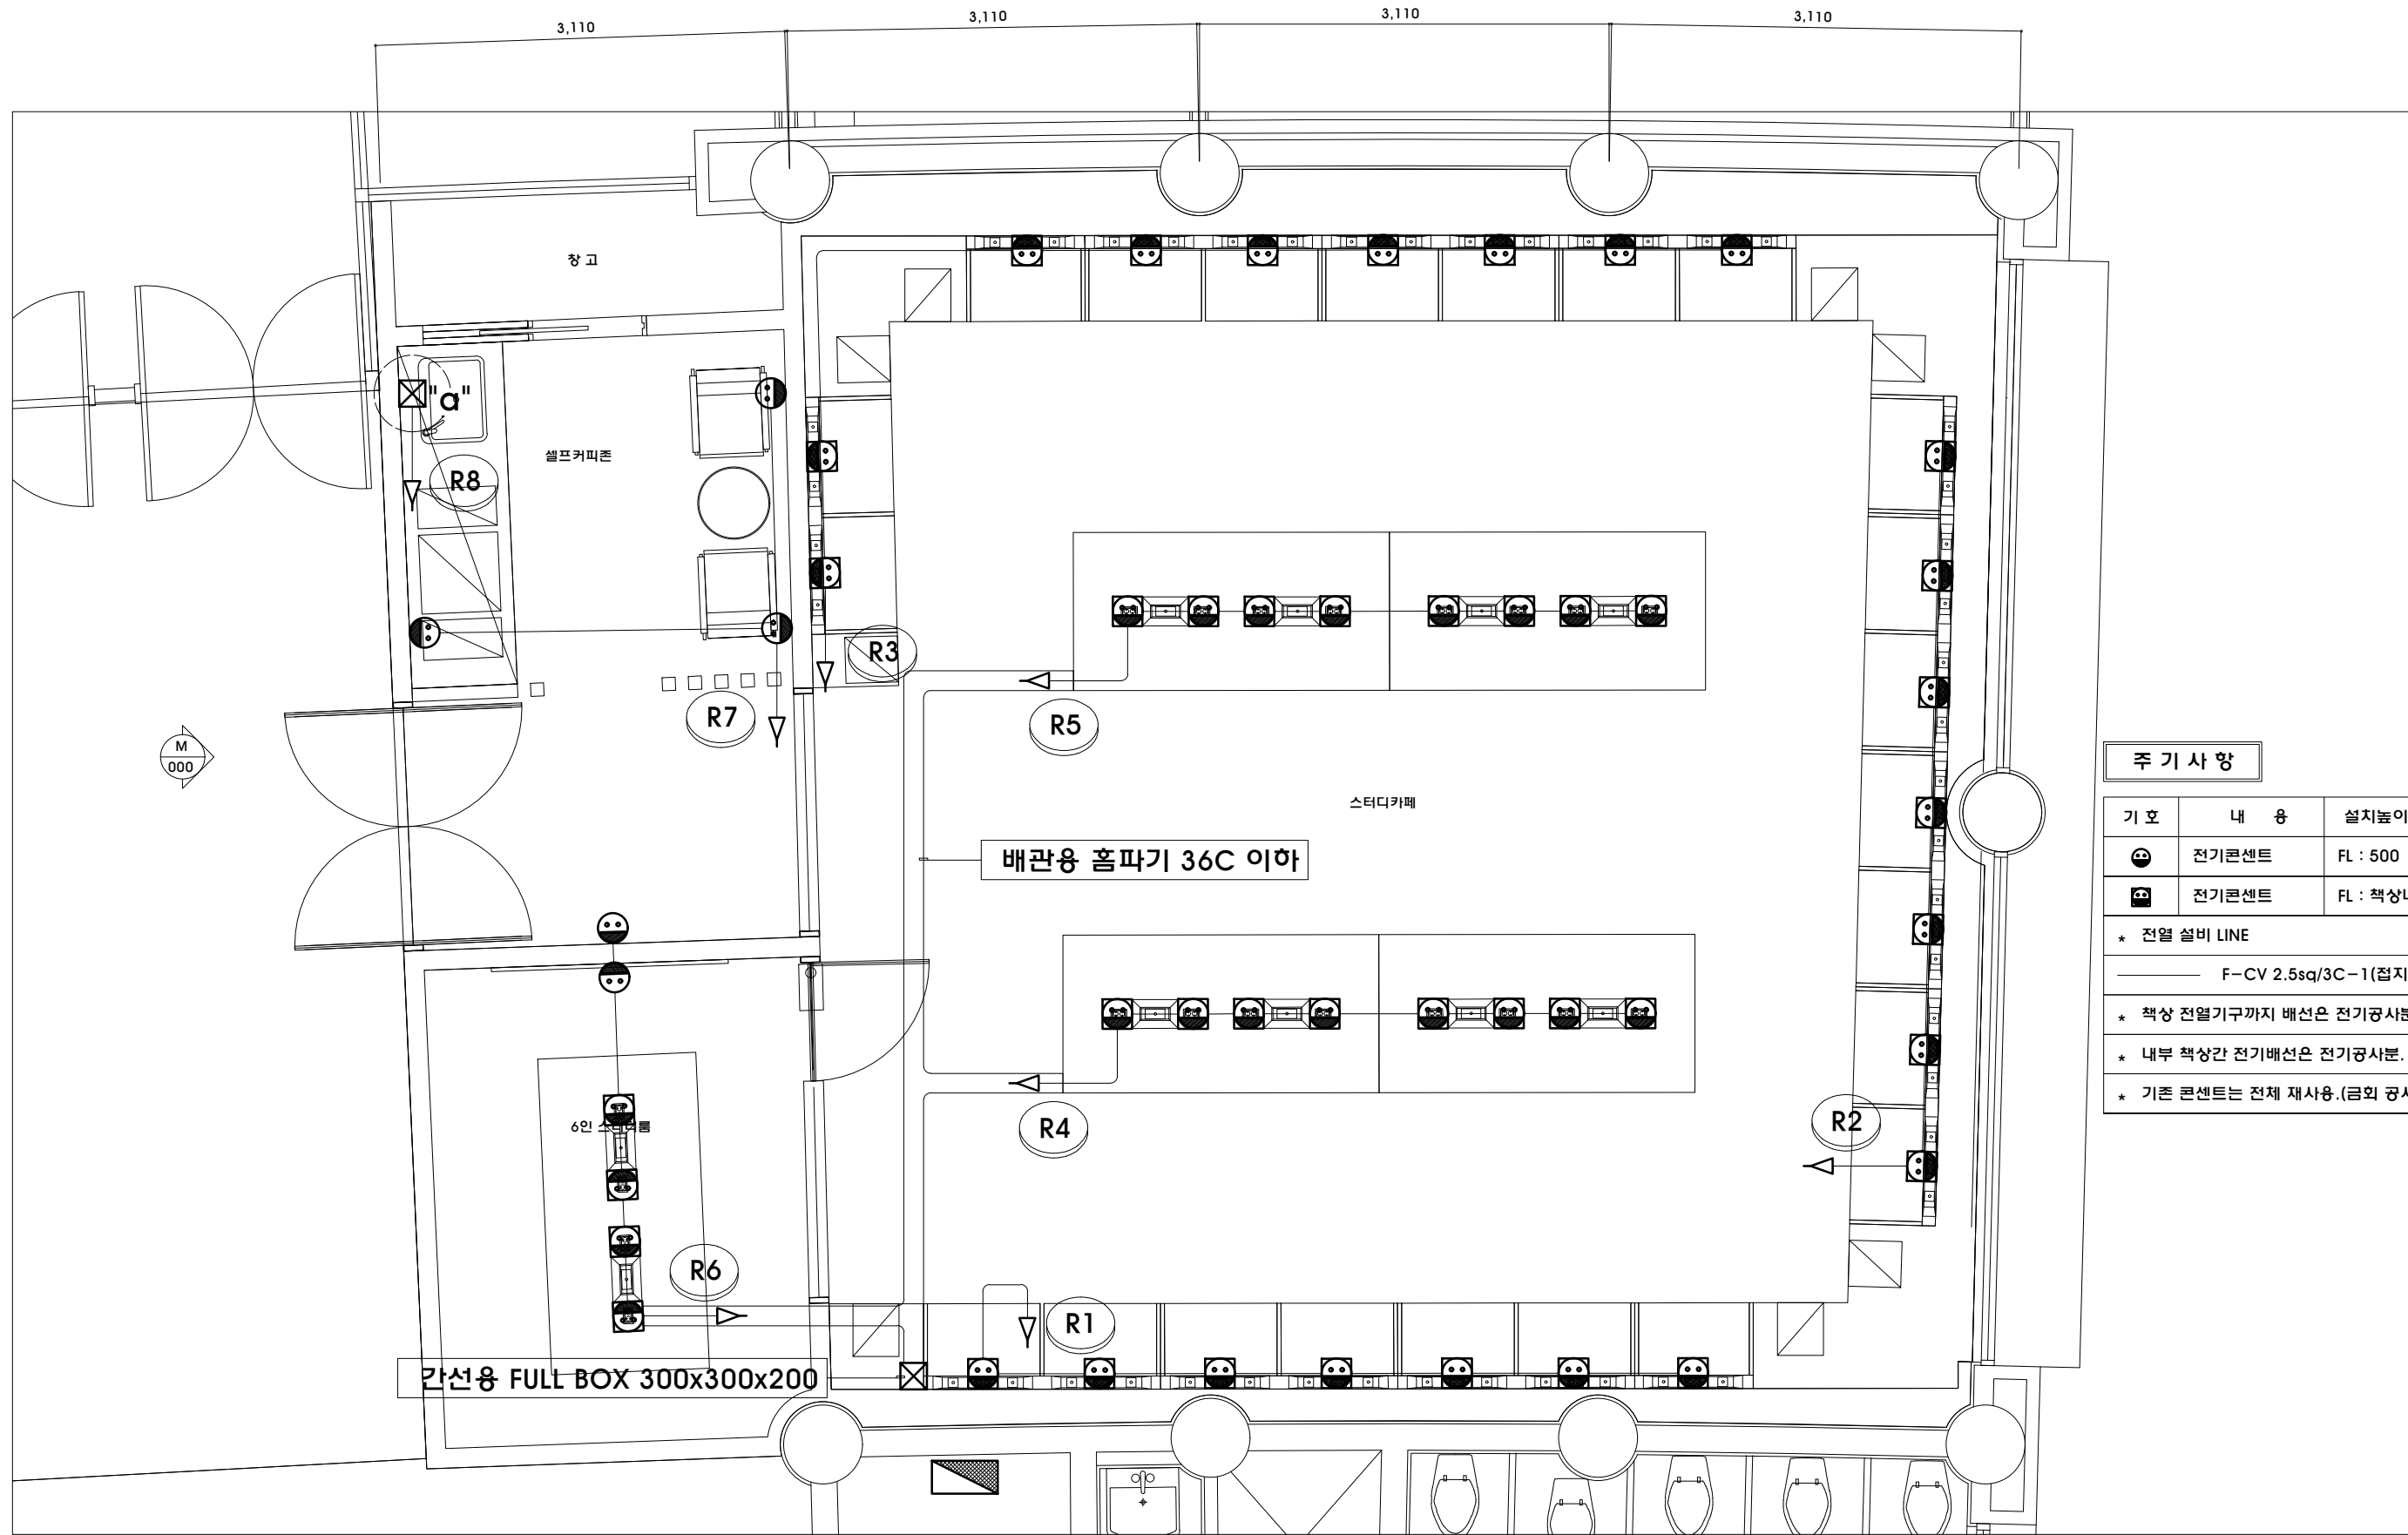 3,110
3,110
3,110
3,110
창 고
"a"
셀프커피존
R8
R3
R7
R5
M
000
스터디카페
배관용 홈파기 36C 이하
주 기 사 항
기 호 내 용 설치높이
전기콘센트 FL : 500
전기콘센트 FL : 책상내
* 전열 설비 LINE
F-CV 2.5sq/3C-1(접지
* 책상 전열기구까지 배선은 전기공사분
* 내부 책상간 전기배선은 전기공사분.
* 기존 콘센트는 전체 재사용.(금회 공사
R4
R2
6인 스터디룸
R6
R1
간선용 FULL BOX 300x300x200